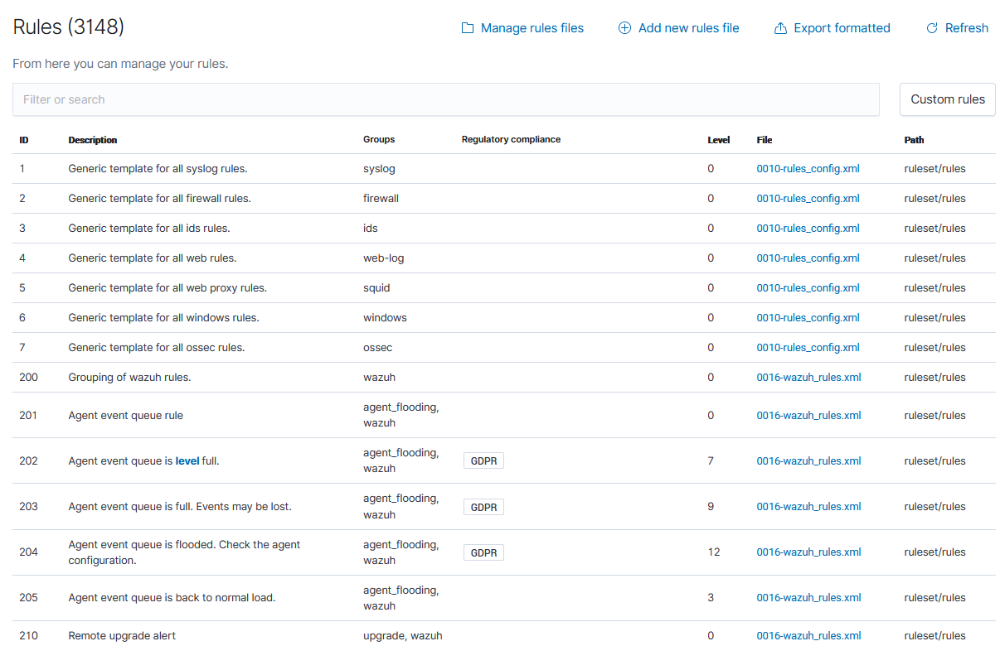 Rules (3148)
Manage rules files
Add new rules file
Export formatted
Refresh
From here you can manage your rules.
Filter or search
Custom rules
ID Description Groups Regulatory compliance Level File Path
1 Generic template for all syslog rules. syslog 0 0010-rules_config.xml ruleset/rules
2 Generic template for all firewall rules. firewall 0 0010-rules_config.xml ruleset/rules
3 Generic template for all ids rules. ids 0 0010-rules_config.xml ruleset/rules
4 Generic template for all web rules. web-log 0 0010-rules_config.xml ruleset/rules
5 Generic template for all web proxy rules. squid 0 0010-rules_config.xml ruleset/rules
6 Generic template for all windows rules. windows 0 0010-rules_config.xml ruleset/rules
7 Generic template for all ossec rules. ossec 0 0010-rules_config.xml ruleset/rules
200 Grouping of wazuh rules. wazuh 0 0016-wazuh_rules.xml ruleset/rules
201 Agent event queue rule agent_flooding, wazuh 0 0016-wazuh_rules.xml ruleset/rules
202 Agent event queue is level full. agent_flooding, wazuh GDPR 7 0016-wazuh_rules.xml ruleset/rules
203 Agent event queue is full. Events may be lost. agent_flooding, wazuh GDPR 9 0016-wazuh_rules.xml ruleset/rules
204 Agent event queue is flooded. Check the agent configuration. agent_flooding, wazuh GDPR 12 0016-wazuh_rules.xml ruleset/rules
205 Agent event queue is back to normal load. agent_flooding, wazuh 3 0016-wazuh_rules.xml ruleset/rules
210 Remote upgrade alert upgrade, wazuh 0 0016-wazuh_rules.xml ruleset/rules